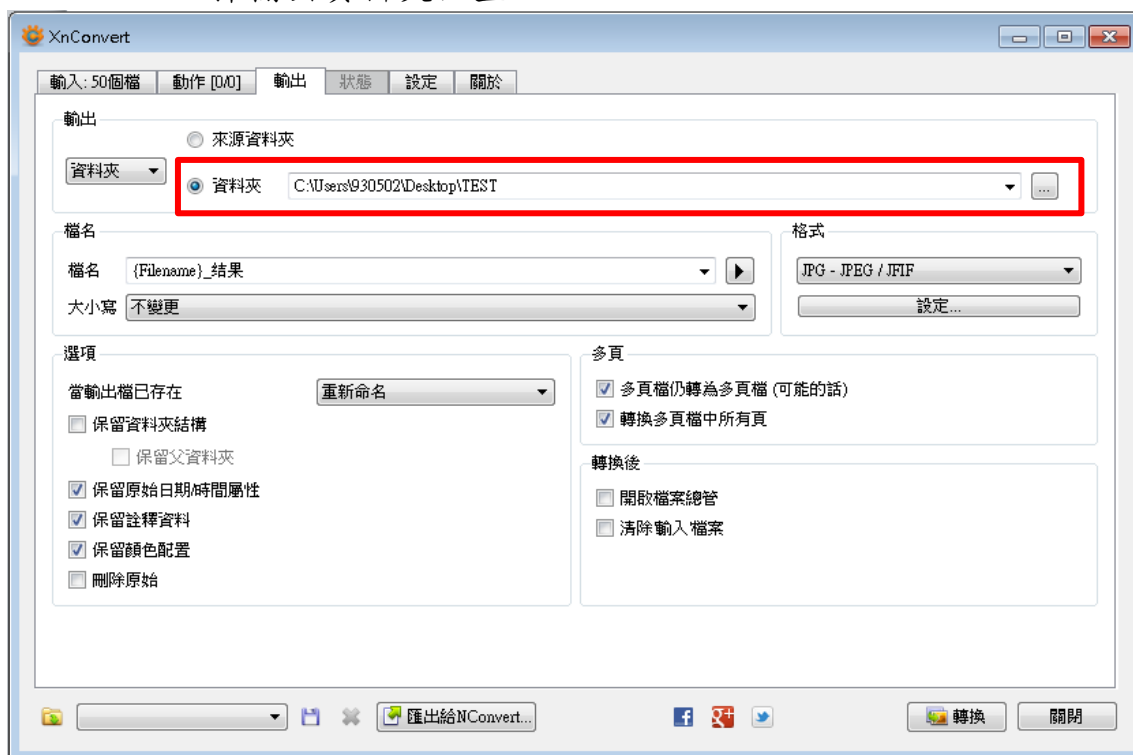 XnConvert
輸入: 50個檔 動作 [0/0] 輸出 狀態 設定 關於
輸出
來源資料夾
資料夾
資料夾 C:\Users\930502\Desktop\TEST ...
檔名
檔名 {Filename}_结果
大小寫 不變更
格式
JPG - JPEG / JFIF
設定...
選項
當輸出檔已存在 重新命名
保留資料夾結構
保留父資料夾
保留原始日期/時間屬性
保留詮釋資料
保留顏色配置
刪除原始
多頁
多頁檔仍轉為多頁檔 (可能的話)
轉換多頁檔中所有頁
轉換後
開啟檔案總管
清除輸入檔案
匯出給NConvert... 轉換 關閉